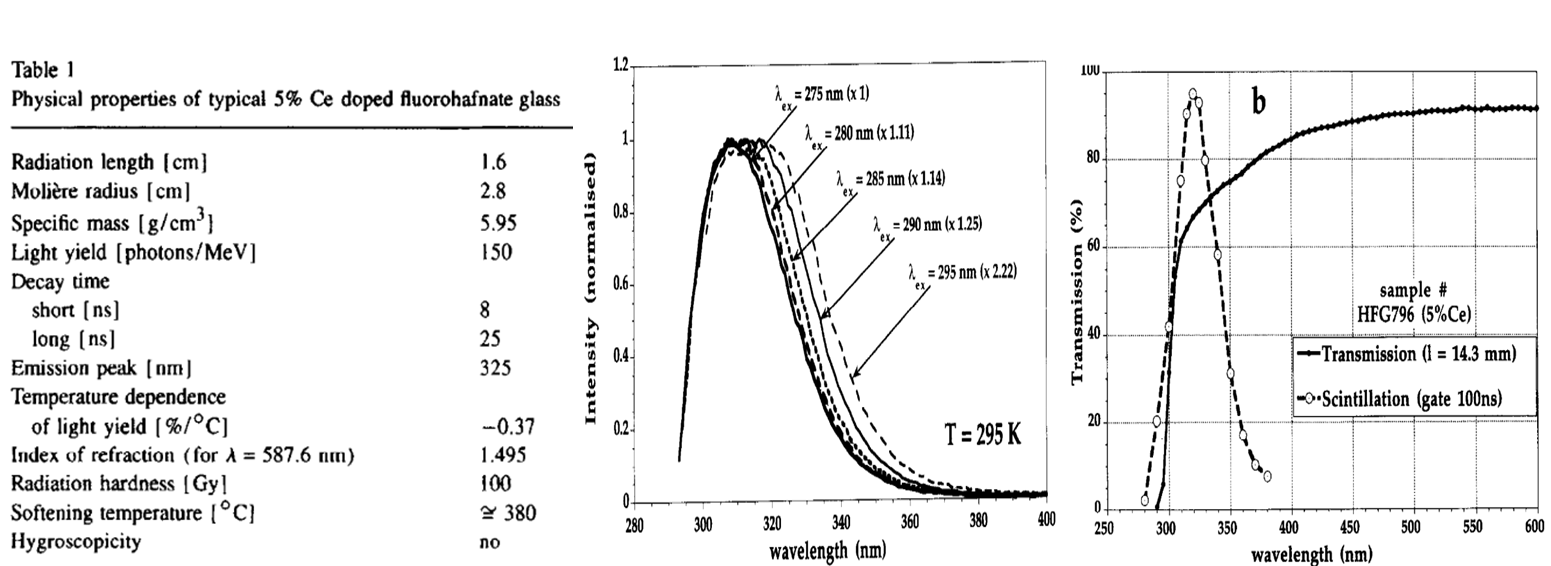 Table 1
Physical properties of typical 5% Ce doped fluorohafnate glass
Radiation length [cm] 1.6
Molière radius [cm] 2.8
Specific mass [g/cm³] 5.95
Light yield [photons/MeV] 150
Decay time
short [ns] 8
long [ns] 25
Emission peak [nm] 325
Temperature dependence
of light yield [%/°C] −0.37
Index of refraction (for λ = 587.6 nm) 1.495
Radiation hardness [Gy] 100
Softening temperature [°C] ≅ 380
Hygroscopicity no
Intensity (normalised)
1.2
1
0.8
0.6
0.4
0.2
0
λex = 275 nm (x 1)
λex = 280 nm (x 1.11)
λex = 285 nm (x 1.14)
λex = 290 nm (x 1.25)
λex = 295 nm (x 2.22)
T = 295 K
280 300 320 340 360 380 400
wavelength (nm)
Transmission (%)
100
80
60
40
20
0
b
sample #
HFG796 (5%Ce)
Transmission (l = 14.3 mm)
Scintillation (gate 100ns)
250 300 350 400 450 500 550 600
wavelength (nm)